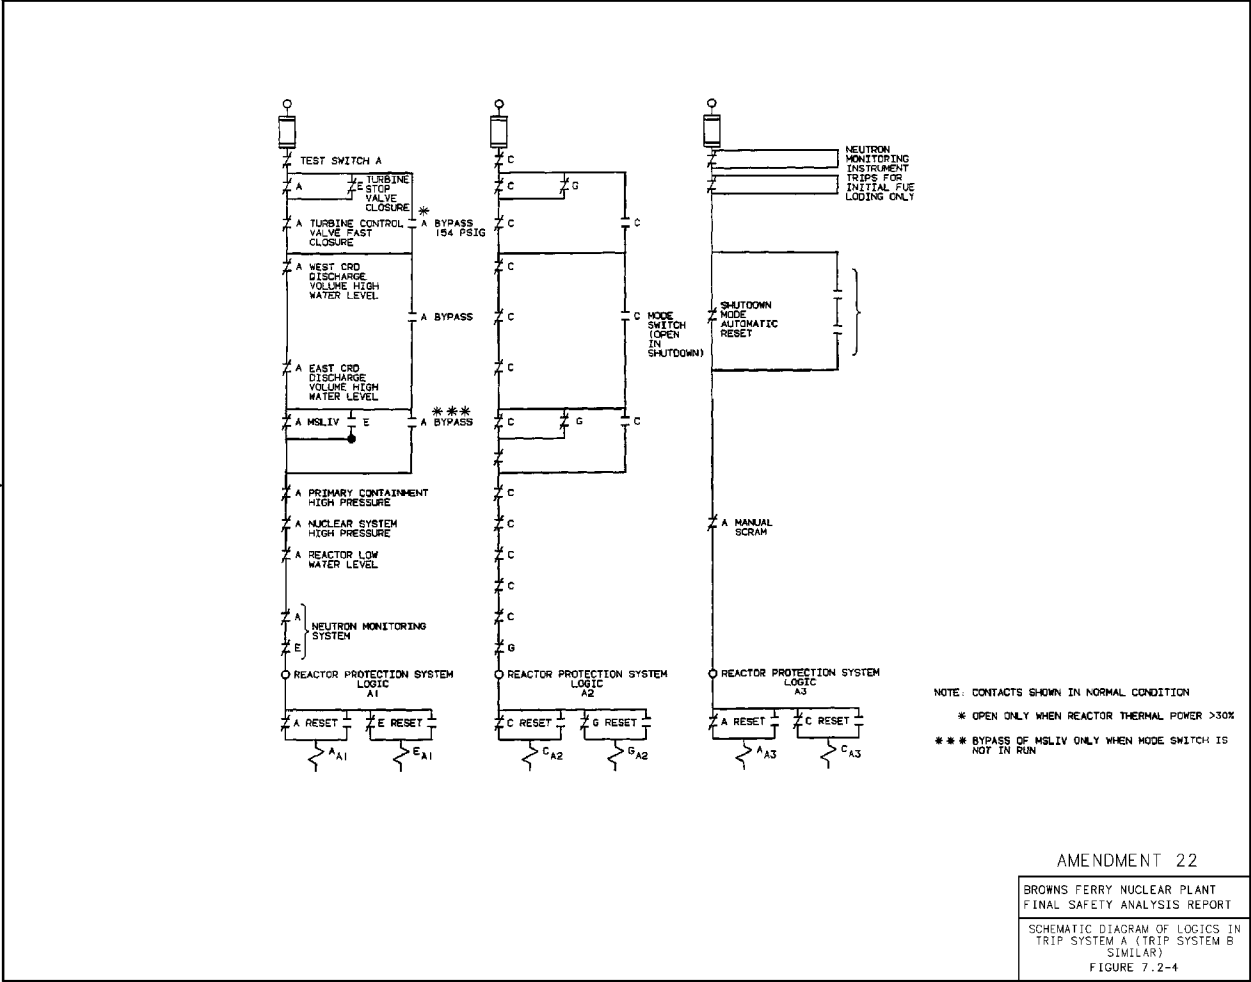 TEST SWITCH A
A
E TURBINE
STOP
VALVE
CLOSURE
*
A TURBINE CONTROL
VALVE FAST
CLOSURE
A BYPASS
154 PSIG
A WEST CRD
DISCHARGE
VOLUME HIGH
WATER LEVEL
A BYPASS
A EAST CRD
DISCHARGE
VOLUME HIGH
WATER LEVEL
A MSLIV
E
***
A BYPASS
A PRIMARY CONTAINMENT
HIGH PRESSURE
A NUCLEAR SYSTEM
HIGH PRESSURE
A REACTOR LOW
WATER LEVEL
A
E
NEUTRON MONITORING
SYSTEM
REACTOR PROTECTION SYSTEM
LOGIC
A1
A RESET
E RESET
A A1
E A1
C
C
G
C
C
C
C
C MODE
SWITCH
(OPEN
IN
SHUTDOWN)
C
C
G
C
C
C
C
C
C
G
REACTOR PROTECTION SYSTEM
LOGIC
A2
C RESET
G RESET
C A2
G A2
NEUTRON
MONITORING
INSTRUMENT
TRIPS FOR
INITIAL FUE
LODING ONLY
SHUTDOWN
MODE
AUTOMATIC
RESET
A MANUAL
SCRAM
REACTOR PROTECTION SYSTEM
LOGIC
A3
A RESET
C RESET
A A3
C A3
NOTE: CONTACTS SHOWN IN NORMAL CONDITION
* OPEN ONLY WHEN REACTOR THERMAL POWER >30%
*** BYPASS OF MSLIV ONLY WHEN MODE SWITCH IS
NOT IN RUN
AMENDMENT 22
BROWNS FERRY NUCLEAR PLANT
FINAL SAFETY ANALYSIS REPORT
SCHEMATIC DIAGRAM OF LOGICS IN
TRIP SYSTEM A (TRIP SYSTEM B
SIMILAR)
FIGURE 7.2-4